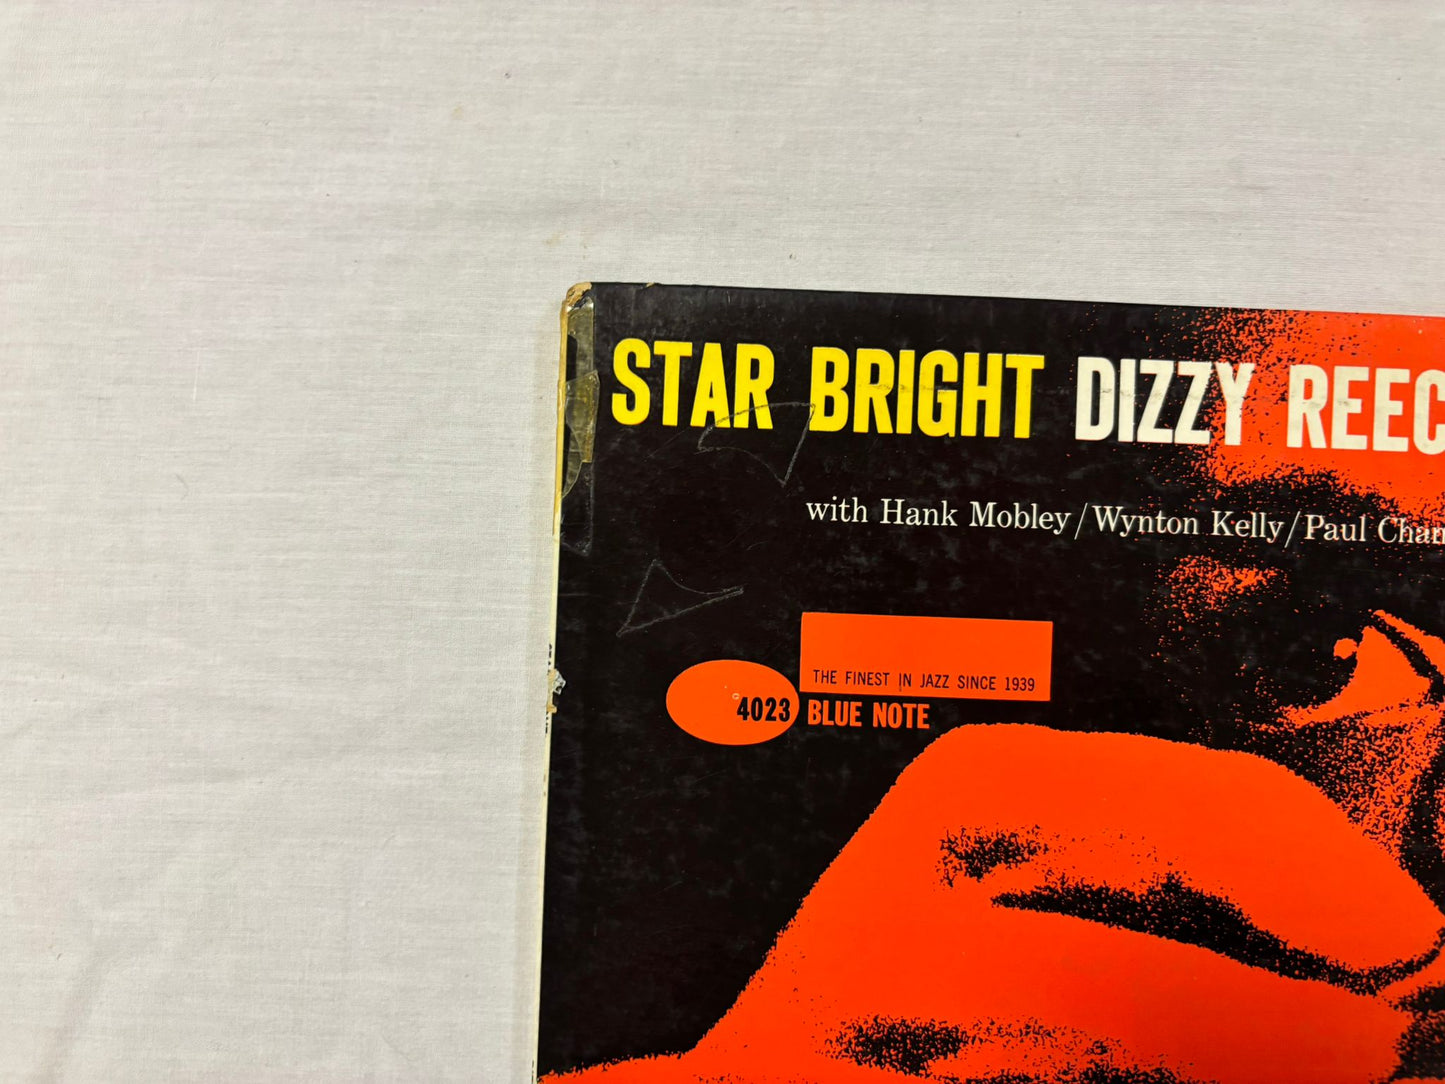 STAR BRIGHT DIZZY REEC
with Hank Mobley/Wynton Kelly/Paul Cham
THE FINEST IN JAZZ SINCE 1939
4023 BLUE NOTE